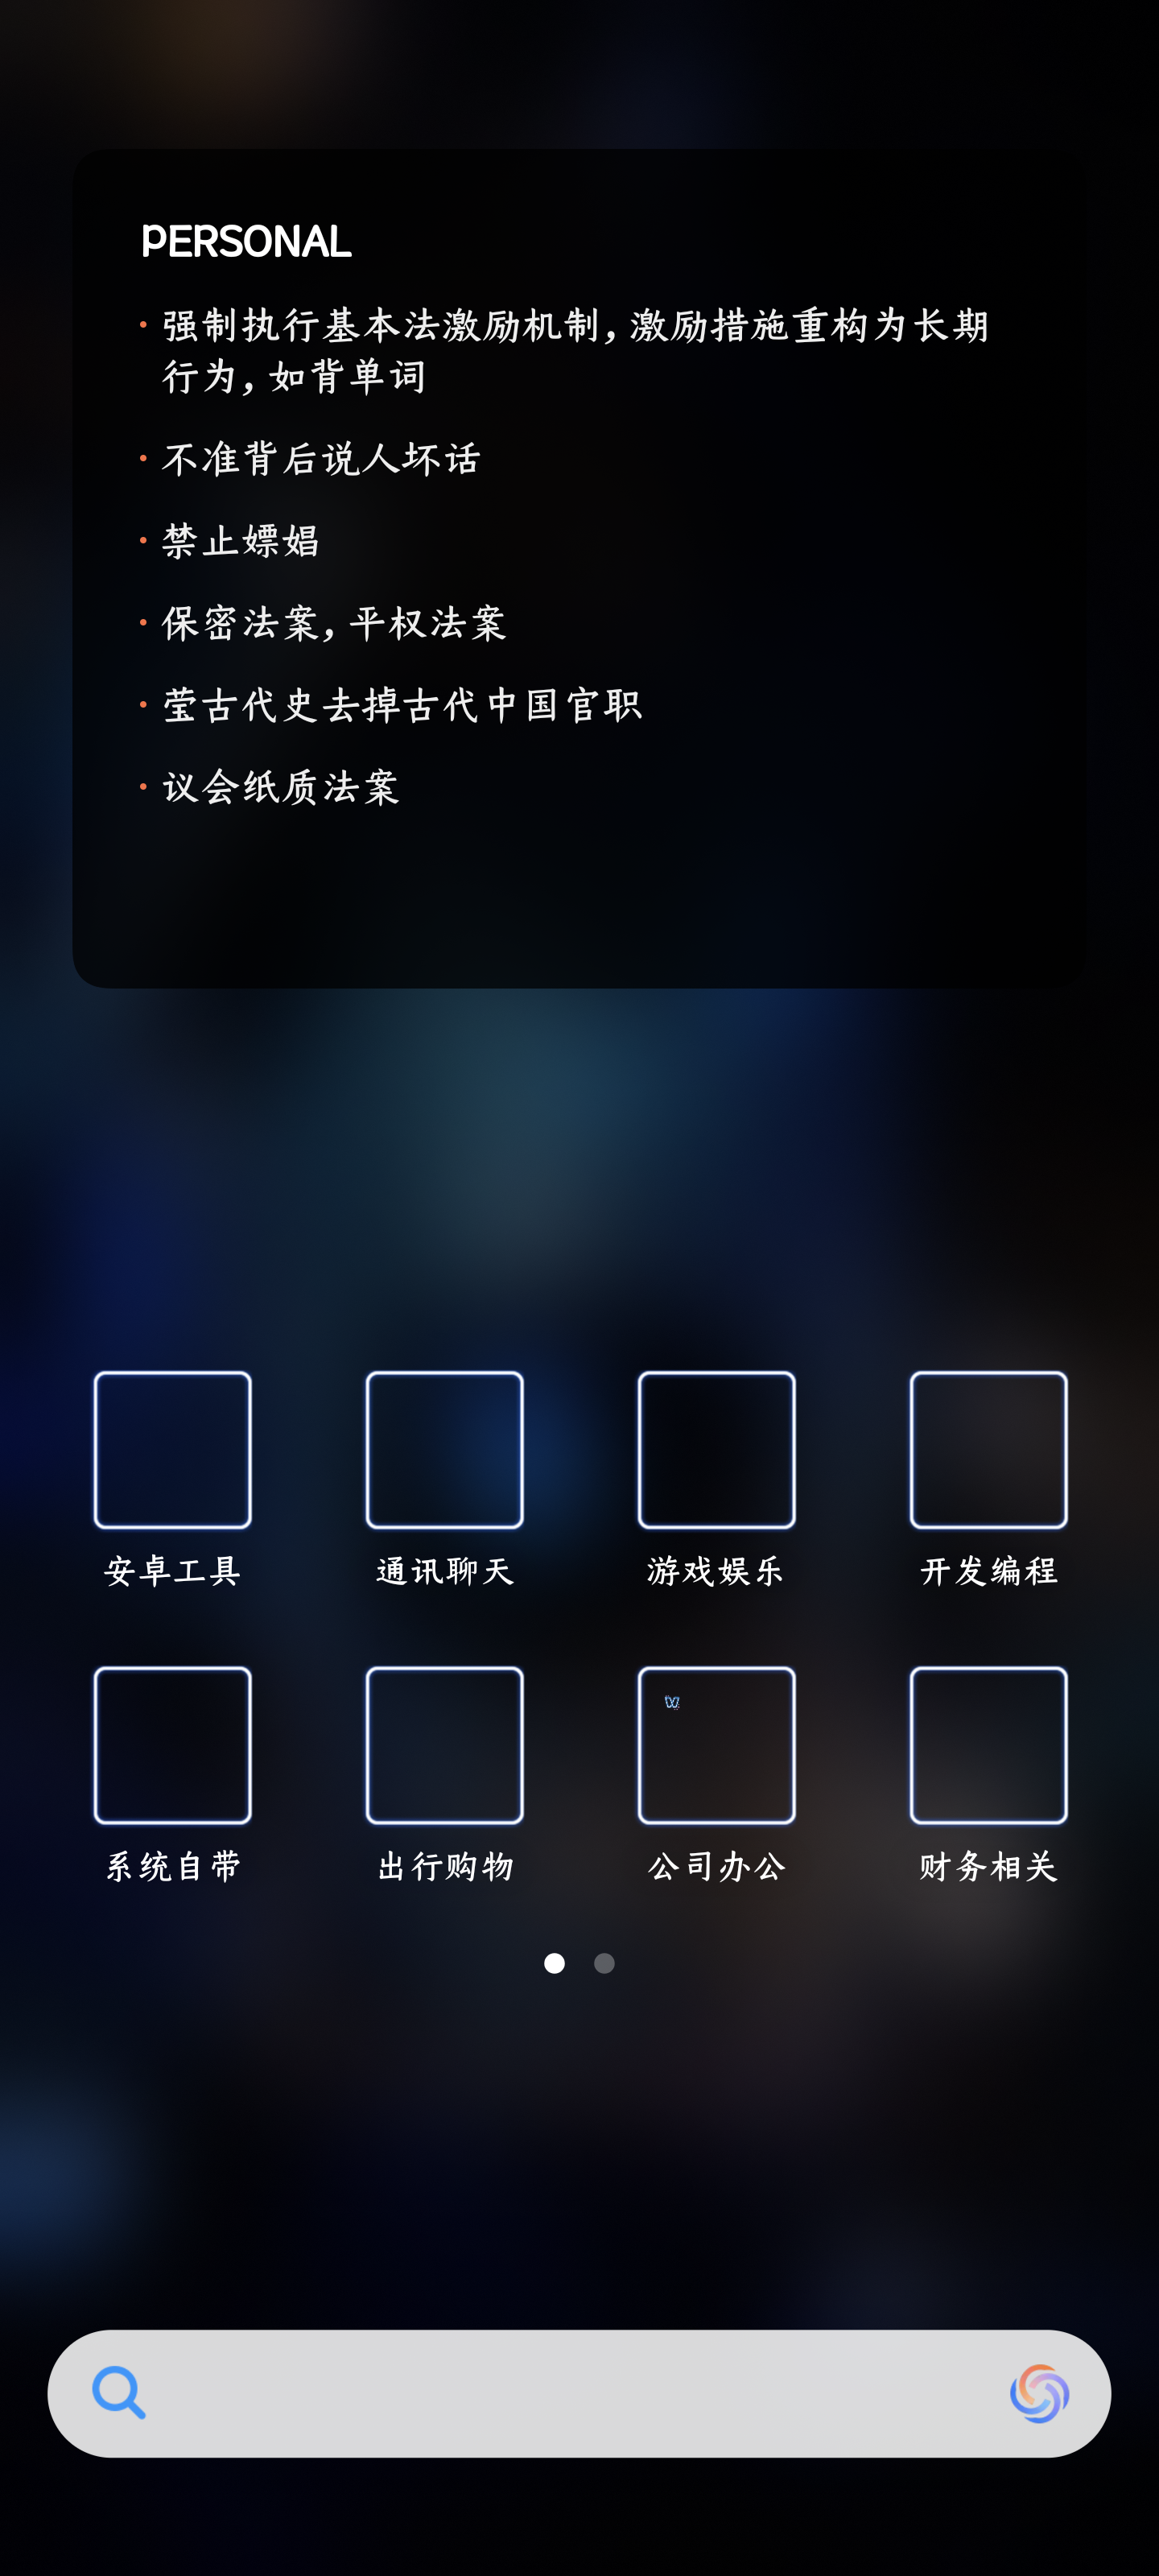 PERSONAL
· 强制执行基本法激励机制, 激励措施重构为长期
行为, 如背单词
· 不准背后说人坏话
· 禁止嫖娼
· 保密法案, 平权法案
· 莹古代史去掉古代中国官职
· 议会纸质法案
安卓工具 通讯聊天 游戏娱乐 开发编程
系统自带 出行购物 公司办公 财务相关